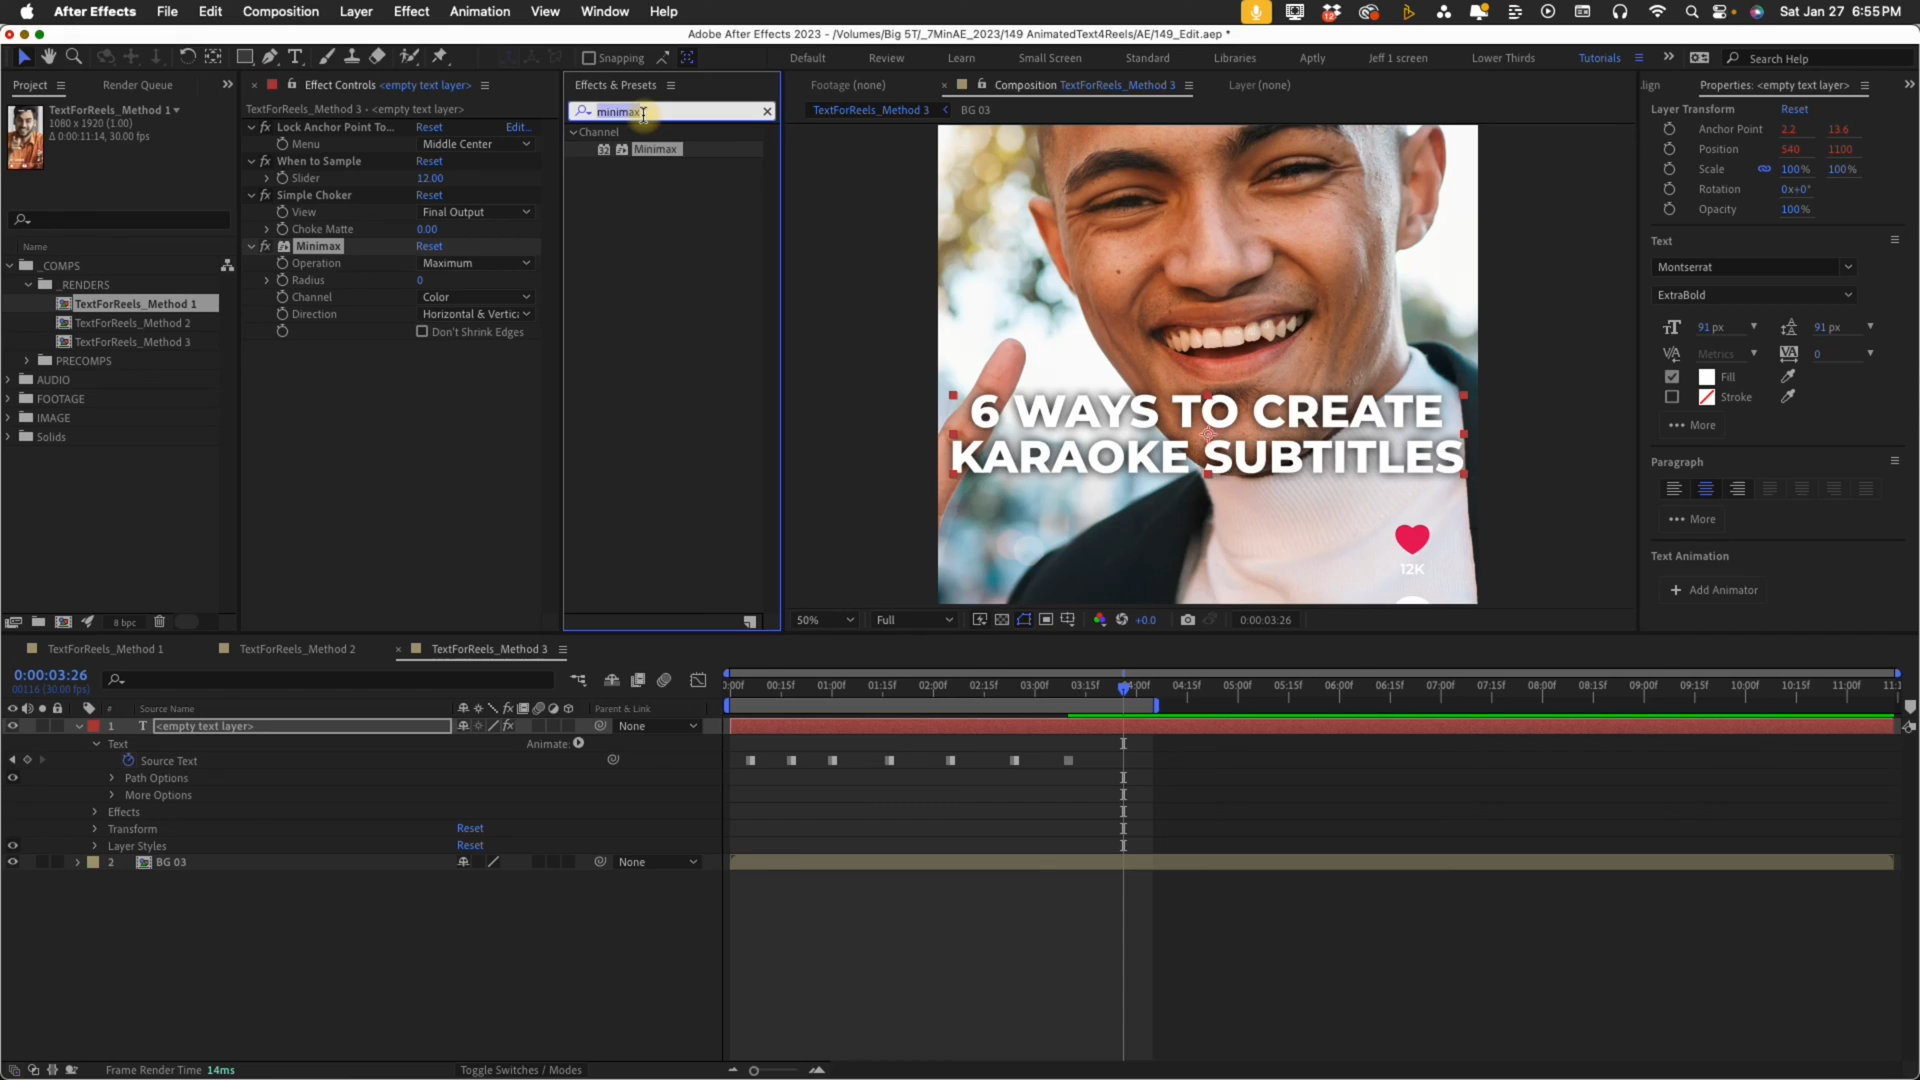 After Effects File Edit Composition Layer Effect Animation View Window Help Sat Jan 27 6:55 PM
Adobe After Effects 2023 - /Volumes/Big 5T/_7MinAE_2023/149 AnimatedText4Reels/AE/149_Edit.aep *
Snapping Default Review Learn Small Screen Standard Libraries Aptly Jeff 1 screen Lower Thirds Tutorials Search Help
Project Render Queue
TextForReels_Method 1
1080 x 1920 (1.00)
Δ 0:00:11:14, 30.00 fps
Name
_COMPS
_RENDERS
TextForReels_Method 1
TextForReels_Method 2
TextForReels_Method 3
PRECOMPS
AUDIO
FOOTAGE
IMAGE
Solids
8 bpc
Effect Controls <empty text layer>
TextForReels_Method 3 • <empty text layer>
fx Lock Anchor Point To... Reset Edit...
Menu Middle Center
fx When to Sample Reset
Slider 12.00
fx Simple Choker Reset
View Final Output
Choke Matte 0.00
fx Minimax Reset
Operation Maximum
Radius 0
Channel Color
Direction Horizontal & Vertica
Don't Shrink Edges
Effects & Presets
minimax
Channel
32 Minimax
Footage (none) Composition TextForReels_Method 3 Layer (none)
TextForReels_Method 3 BG 03
6 WAYS TO CREATE
KARAOKE SUBTITLES
12K
50% Full +0.0 0:00:03:26
lign Properties: <empty text layer>
Layer Transform Reset
Anchor Point 2.2 13.6
Position 540 1100
Scale 100% 100%
Rotation 0x+0°
Opacity 100%
Text
Montserrat
ExtraBold
91 px 91 px
Metrics 0
Fill
Stroke
••• More
Paragraph
••• More
Text Animation
+ Add Animator
TextForReels_Method 1 TextForReels_Method 2 TextForReels_Method 3
0:00:03:26
00116 (30.00 fps)
):00f 00:15f 01:00f 01:15f 02:00f 02:15f 03:00f 03:15f 04:00f 04:15f 05:00f 05:15f 06:00f 06:15f 07:00f 07:15f 08:00f 08:15f 09:00f 09:15f 10:00f 10:15f 11:00f 11:1
# Source Name fx Parent & Link
1 T <empty text layer> fx None
Text Animate:
Source Text
Path Options
More Options
Effects
Transform Reset
Layer Styles Reset
2 BG 03 None
Frame Render Time 14ms Toggle Switches / Modes